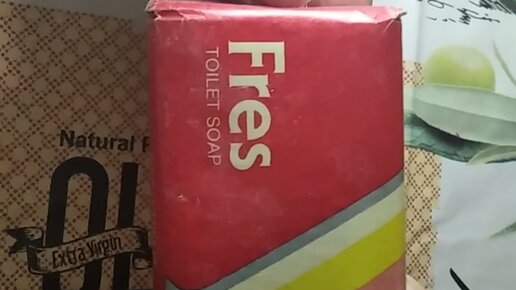 Fres
TOILET SOAP
Natural
Extra Virgin